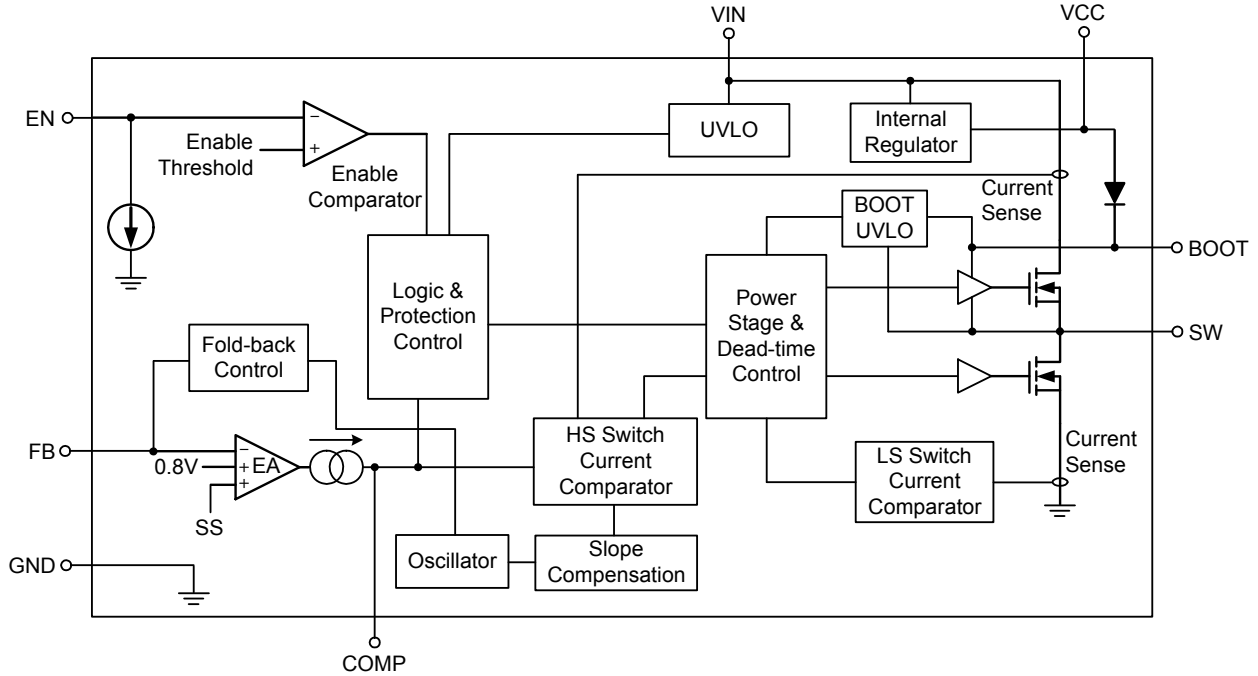 VIN
VCC
EN
−
+
Enable
Threshold
Enable
Comparator
UVLO
Internal
Regulator
Current
Sense
BOOT
UVLO
BOOT
Logic &
Protection
Control
Power
Stage &
Dead-time
Control
SW
Fold-back
Control
FB
0.8V
−
+
+
EA
SS
HS Switch
Current
Comparator
LS Switch
Current
Comparator
Current
Sense
GND
Oscillator
Slope
Compensation
COMP